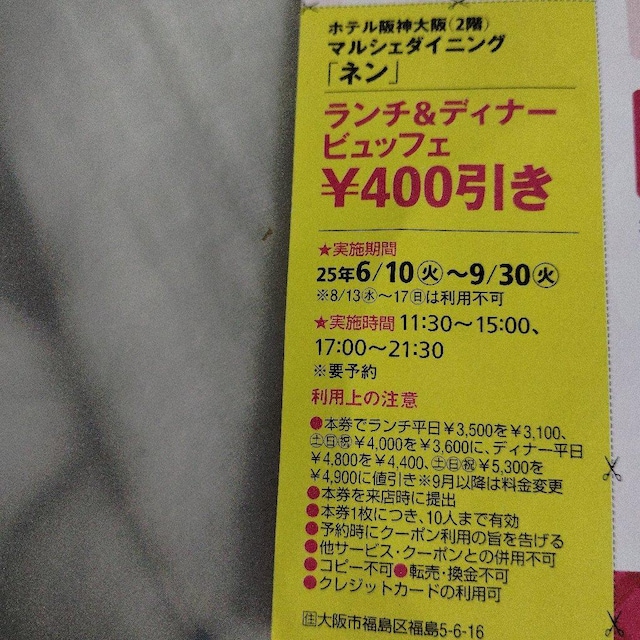 ホテル阪神大阪(2階)
マルシェダイニング
「ネン」
ランチ&ディナー
ビュッフェ
¥400引き
★実施期間
25年6/10㊋〜9/30㊋
※8/13㊌〜17㊐は利用不可
★実施時間 11:30〜15:00、
17:00〜21:30
※要予約
利用上の注意
●本券でランチ平日¥3,500を¥3,100、
㊏㊐㊗¥4,000を¥3,600に、ディナー平日
¥4,800を¥4,400、㊏㊐㊗¥5,300を
¥4,900に値引き※9月以降は料金変更
●本券を来店時に提出
●本券1枚につき、10人まで有効
●予約時にクーポン利用の旨を告げる
●他サービス・クーポンとの併用不可
●コピー不可●転売・換金不可
●クレジットカードの利用可
住大阪市福島区福島5-6-16